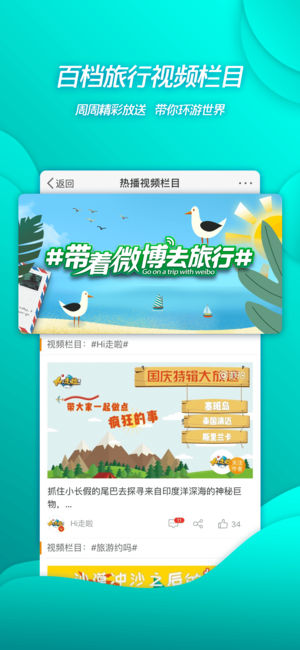 百档旅行视频栏目
周周精彩放送 带你环游世界
返回
热播视频栏目
#带着微博去旅行#
Go on a trip with weibo
视频栏目：#Hi走啦#
国庆特辑大放送
带大家一起做点
疯狂的事
塞班岛
泰国清迈
斯里兰卡
抓住小长假的尾巴去探寻来自印度洋深海的神秘巨
物，...
Hi走啦
11
34
视频栏目：#旅游约吗#